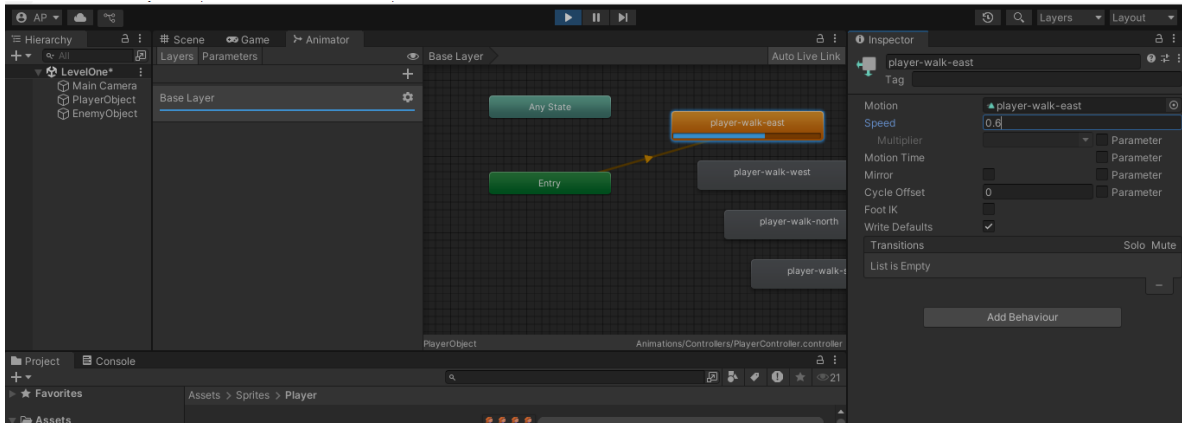 AP
Layers
Layout
Hierarchy
Scene
Game
Animator
Inspector
All
Layers
Parameters
Base Layer
Auto Live Link
player-walk-east
Tag
LevelOne*
Main Camera
PlayerObject
EnemyObject
Base Layer
Any State
player-walk-east
Entry
player-walk-west
player-walk-north
player-walk-s
Motion
player-walk-east
Speed
0.6
Multiplier
Parameter
Motion Time
Parameter
Mirror
Parameter
Cycle Offset
0
Parameter
Foot IK
Write Defaults
Transitions
Solo Mute
List is Empty
Add Behaviour
PlayerObject
Animations/Controllers/PlayerController.controller
Project
Console
21
Favorites
Assets > Sprites > Player
Assets